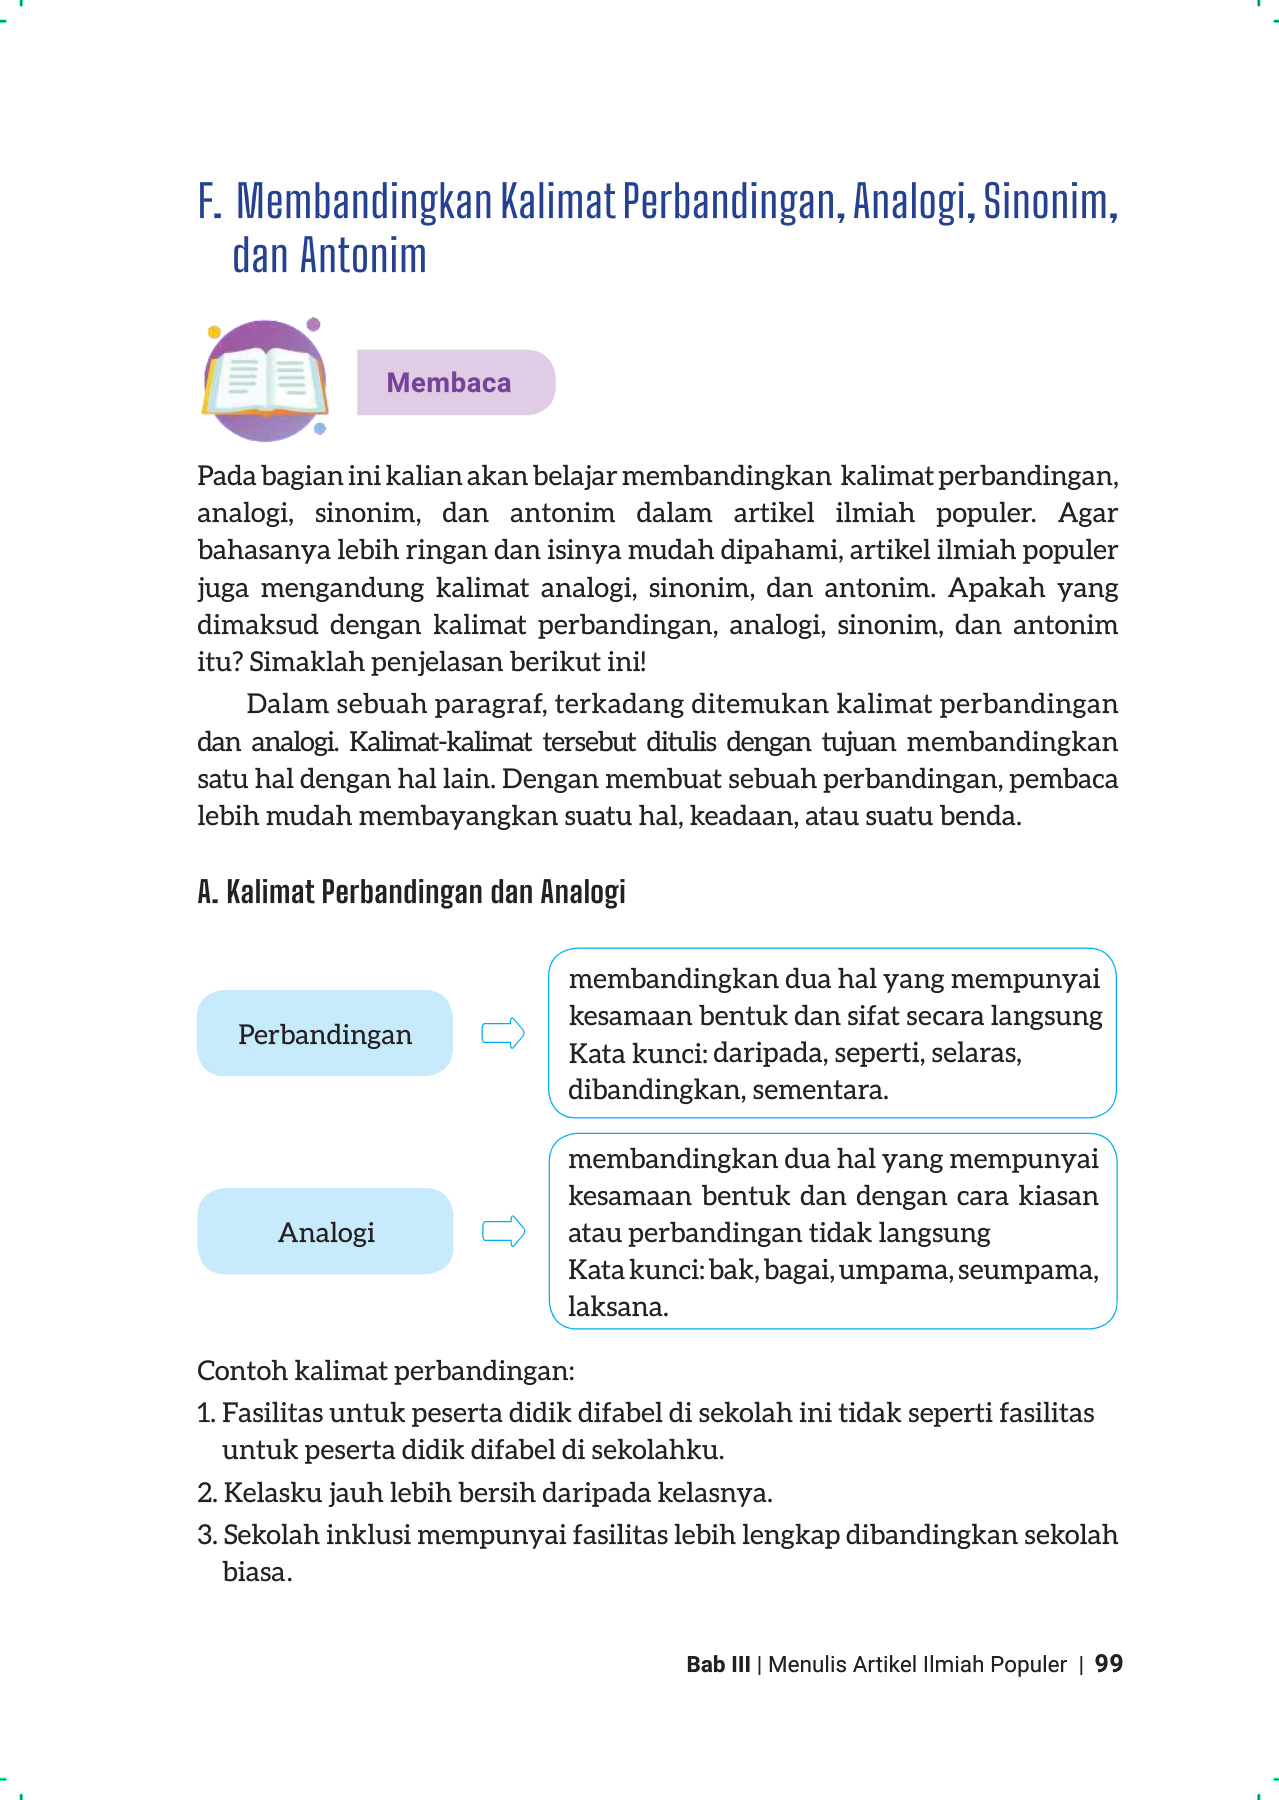 F. Membandingkan Kalimat Perbandingan, Analogi, Sinonim,
dan Antonim
Membaca
Pada bagian ini kalian akan belajar membandingkan kalimat perbandingan,
analogi, sinonim, dan antonim dalam artikel ilmiah populer. Agar
bahasanya lebih ringan dan isinya mudah dipahami, artikel ilmiah populer
juga mengandung kalimat analogi, sinonim, dan antonim. Apakah yang
dimaksud dengan kalimat perbandingan, analogi, sinonim, dan antonim
itu? Simaklah penjelasan berikut ini!
Dalam sebuah paragraf, terkadang ditemukan kalimat perbandingan
dan analogi. Kalimat-kalimat tersebut ditulis dengan tujuan membandingkan
satu hal dengan hal lain. Dengan membuat sebuah perbandingan, pembaca
lebih mudah membayangkan suatu hal, keadaan, atau suatu benda.
A. Kalimat Perbandingan dan Analogi
Perbandingan
membandingkan dua hal yang mempunyai
kesamaan bentuk dan sifat secara langsung
Kata kunci: daripada, seperti, selaras,
dibandingkan, sementara.
Analogi
membandingkan dua hal yang mempunyai
kesamaan bentuk dan dengan cara kiasan
atau perbandingan tidak langsung
Kata kunci: bak, bagai, umpama, seumpama,
laksana.
Contoh kalimat perbandingan:
1. Fasilitas untuk peserta didik difabel di sekolah ini tidak seperti fasilitas
untuk peserta didik difabel di sekolahku.
2. Kelasku jauh lebih bersih daripada kelasnya.
3. Sekolah inklusi mempunyai fasilitas lebih lengkap dibandingkan sekolah
biasa.
Bab III | Menulis Artikel Ilmiah Populer | 99